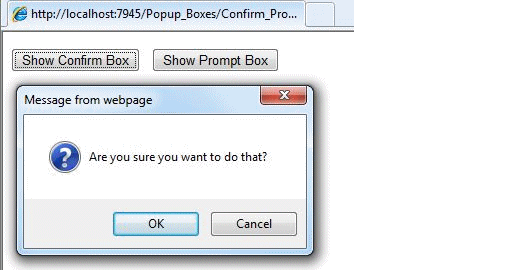 http://localhost:7945/Popup_Boxes/Confirm_Pro...
Show Confirm Box Show Prompt Box
Message from webpage
Are you sure you want to do that?
OK Cancel